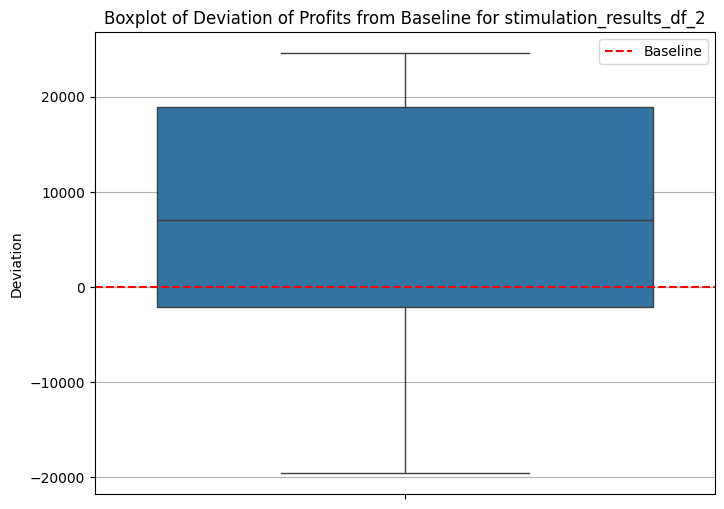 Boxplot of Deviation of Profits from Baseline for stimulation_results_df_2
Baseline
20000
10000
0
−10000
−20000
Deviation